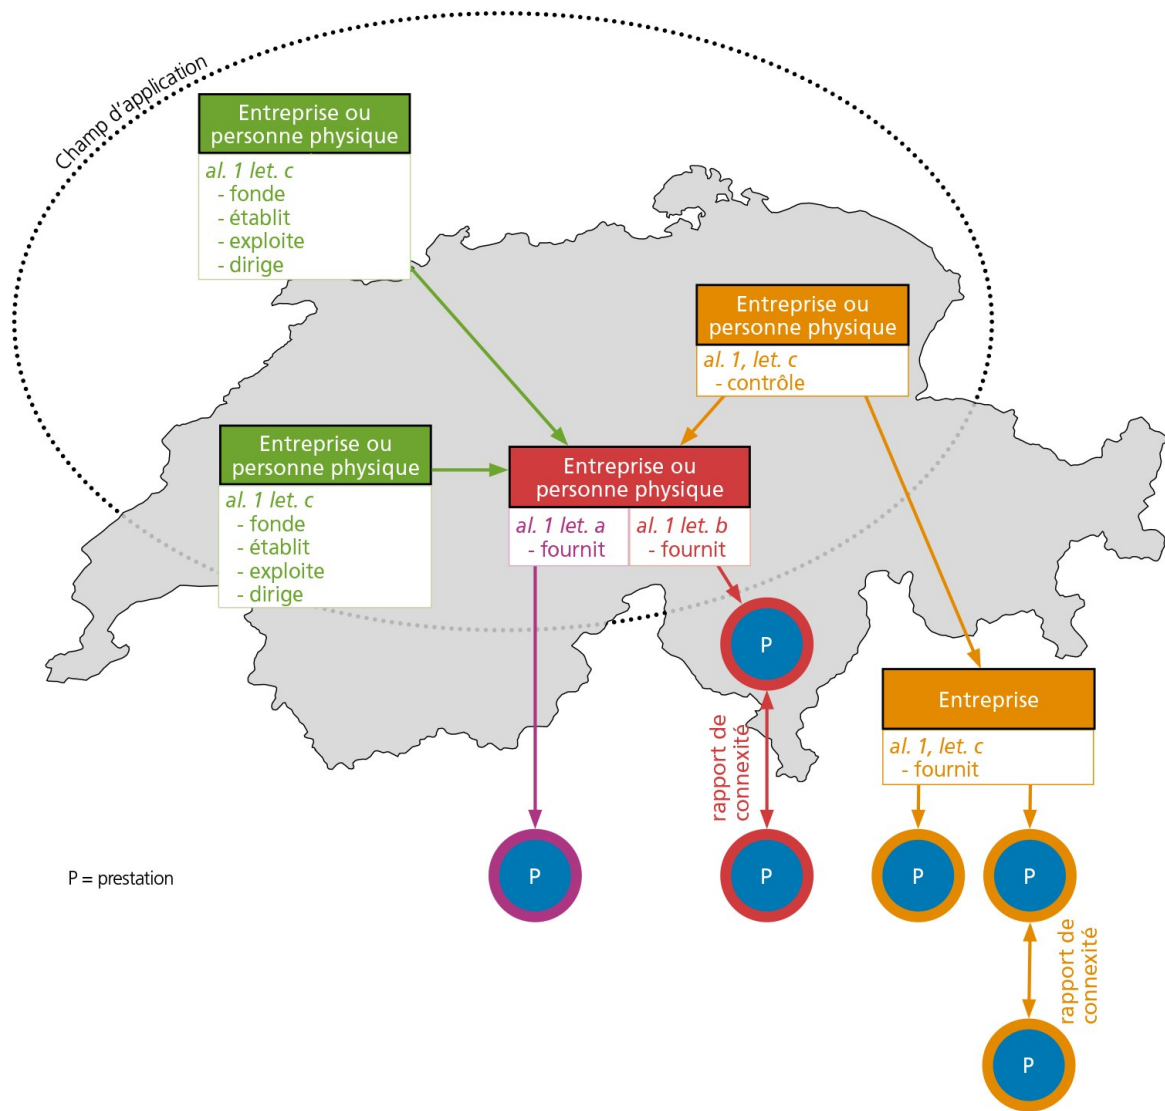 Champ d'application
Entreprise ou
personne physique
al. 1 let. c
- fonde
- établit
- exploite
- dirige
Entreprise ou
personne physique
al. 1, let. c
- contrôle
Entreprise ou
personne physique
al. 1 let. c
- fonde
- établit
- exploite
- dirige
Entreprise ou
personne physique
al. 1 let. a
- fournit
al. 1 let. b
- fournit
P
Entreprise
al. 1, let. c
- fournit
rapport de
connexité
P = prestation
P
P
P
P
rapport de
connexité
P